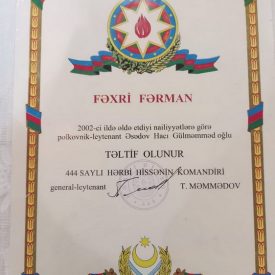 FƏXRİ FƏRMAN
2002-ci ildə əldə etdiyi nailiyyətlərə görə
polkovnik-leytenant Əsədov Hacı Gülməmməd oğlu
TƏLTİF OLUNUR
444 SAYLI HƏRBİ HİSSƏNİN KOMANDİRİ
general-leytenant T. MƏMMƏDOV